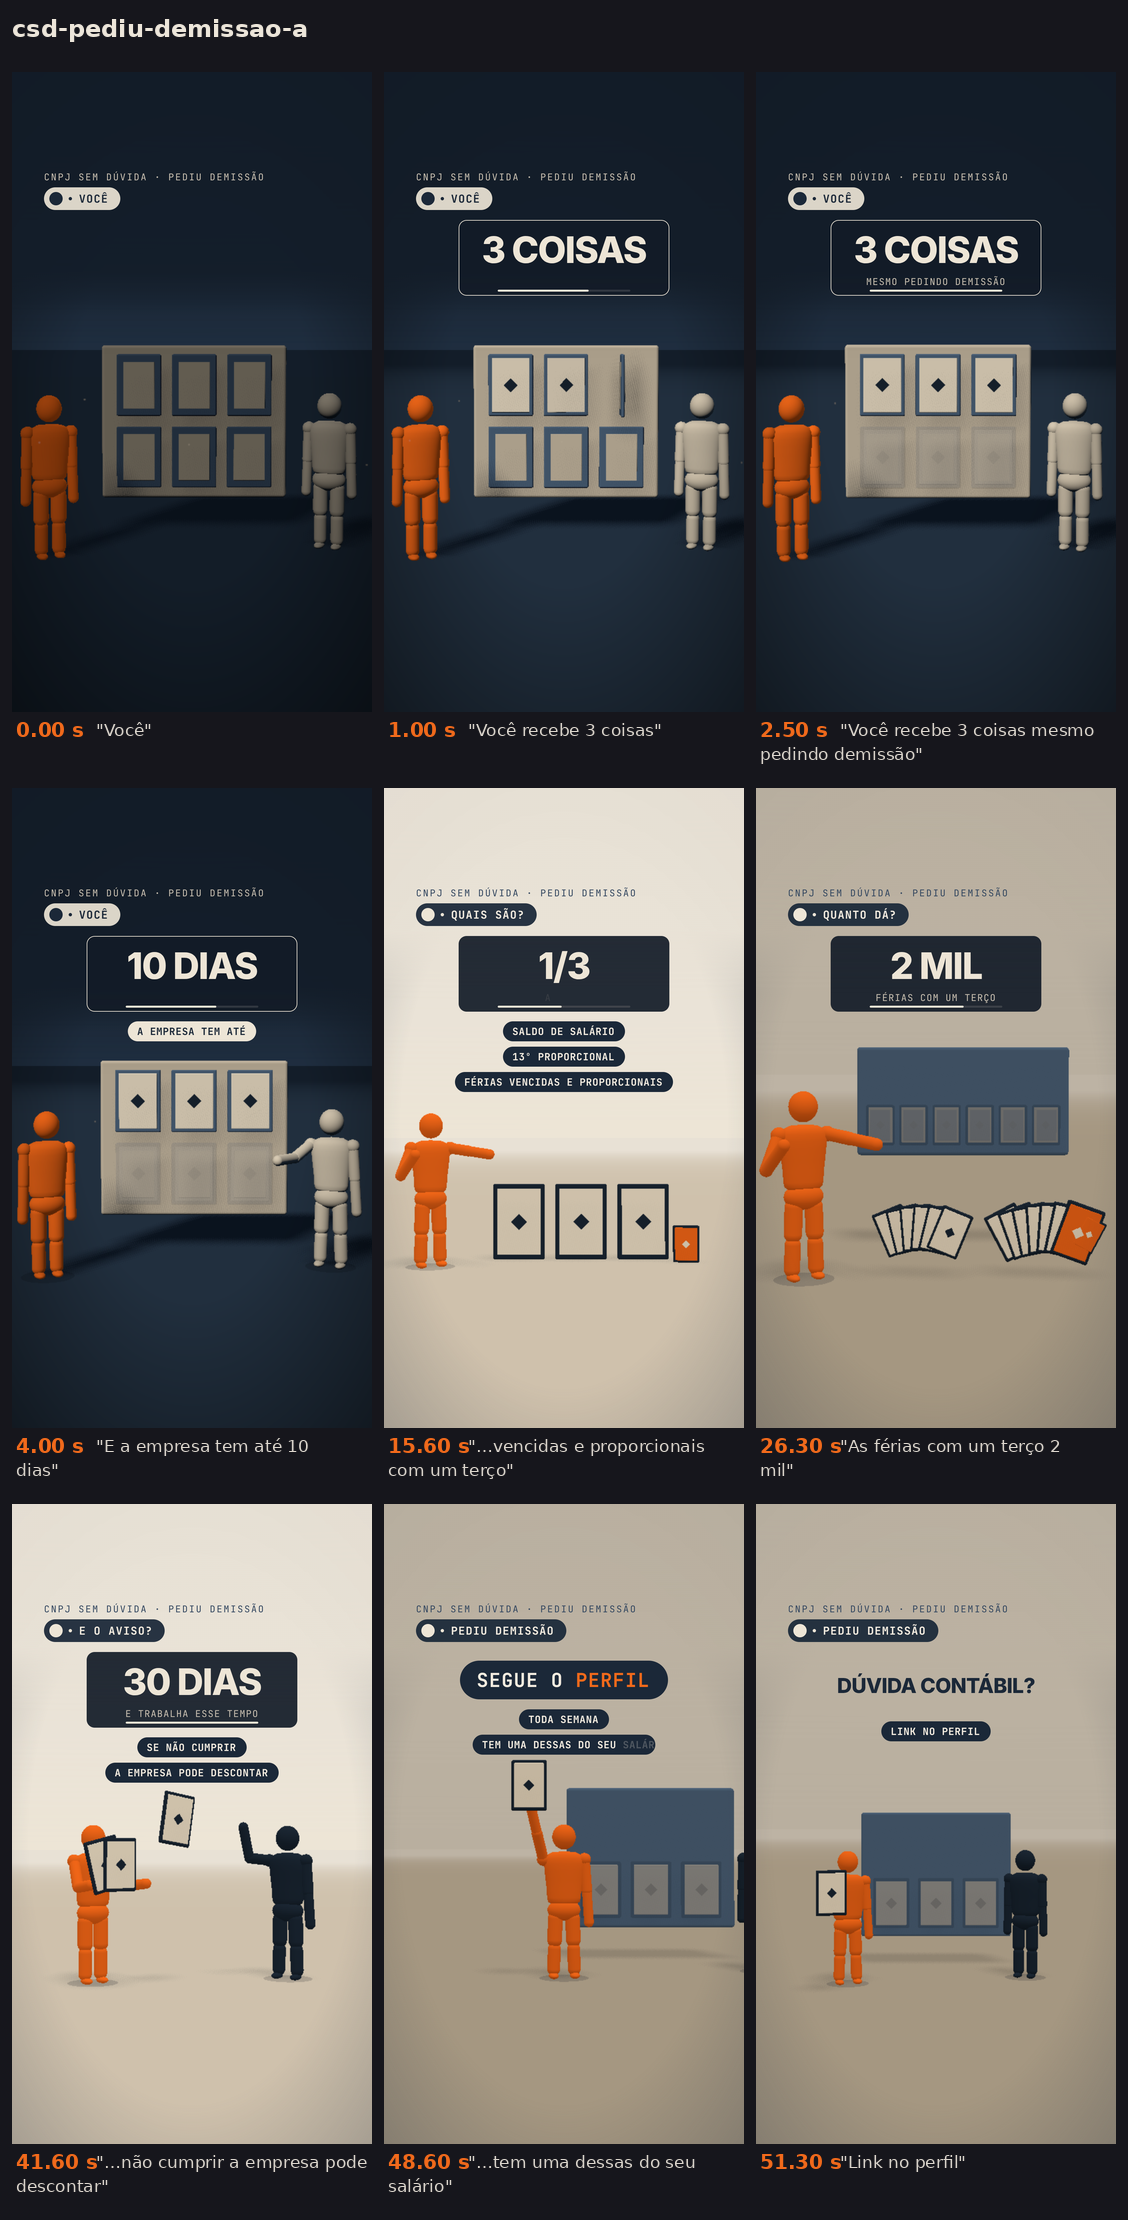 csd-pediu-demissao-a
CNPJ SEM DÚVIDA · PEDIU DEMISSÃO
• VOCÊ
0.00 s "Você"
CNPJ SEM DÚVIDA · PEDIU DEMISSÃO
• VOCÊ
3 COISAS
1.00 s "Você recebe 3 coisas"
CNPJ SEM DÚVIDA · PEDIU DEMISSÃO
• VOCÊ
3 COISAS
MESMO PEDINDO DEMISSÃO
2.50 s "Você recebe 3 coisas mesmo
pedindo demissão"
CNPJ SEM DÚVIDA · PEDIU DEMISSÃO
• VOCÊ
10 DIAS
A EMPRESA TEM ATÉ
4.00 s "E a empresa tem até 10
dias"
CNPJ SEM DÚVIDA · PEDIU DEMISSÃO
• QUAIS SÃO?
1/3
SALDO DE SALÁRIO
13º PROPORCIONAL
FÉRIAS VENCIDAS E PROPORCIONAIS
15.60 s "...vencidas e proporcionais
com um terço"
CNPJ SEM DÚVIDA · PEDIU DEMISSÃO
• QUANTO DÁ?
2 MIL
FÉRIAS COM UM TERÇO
26.30 s "As férias com um terço 2
mil"
CNPJ SEM DÚVIDA · PEDIU DEMISSÃO
• E O AVISO?
30 DIAS
E TRABALHA ESSE TEMPO
SE NÃO CUMPRIR
A EMPRESA PODE DESCONTAR
41.60 s "...não cumprir a empresa pode
descontar"
CNPJ SEM DÚVIDA · PEDIU DEMISSÃO
• PEDIU DEMISSÃO
SEGUE O PERFIL
TODA SEMANA
TEM UMA DESSAS DO SEU SALÁR
48.60 s "...tem uma dessas do seu
salário"
CNPJ SEM DÚVIDA · PEDIU DEMISSÃO
• PEDIU DEMISSÃO
DÚVIDA CONTÁBIL?
LINK NO PERFIL
51.30 s "Link no perfil"